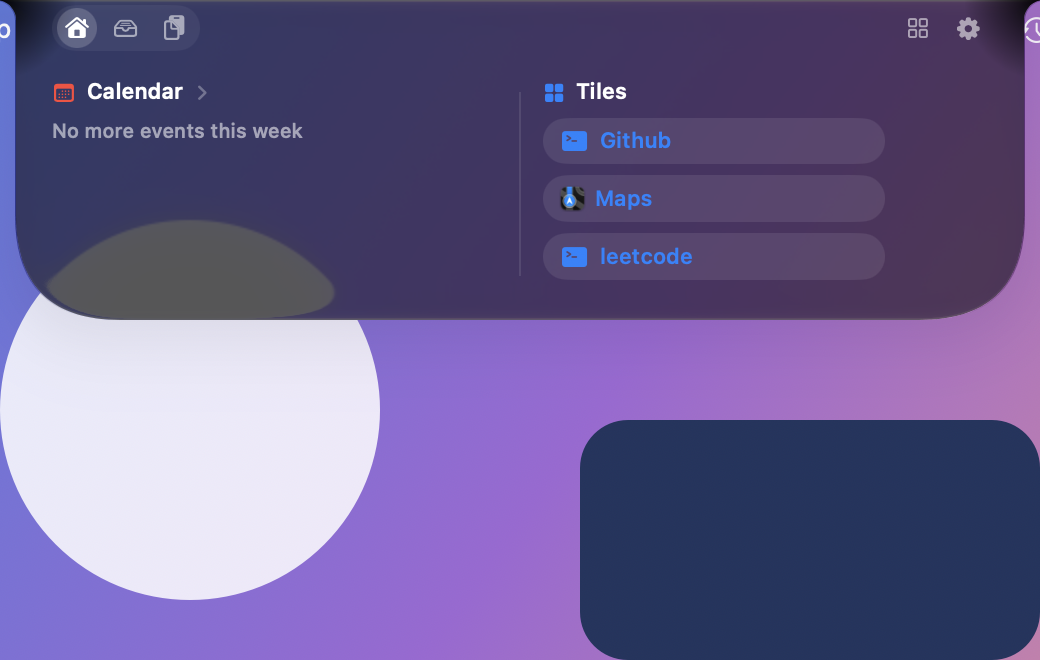 Calendar
No more events this week
Tiles
Github
Maps
leetcode